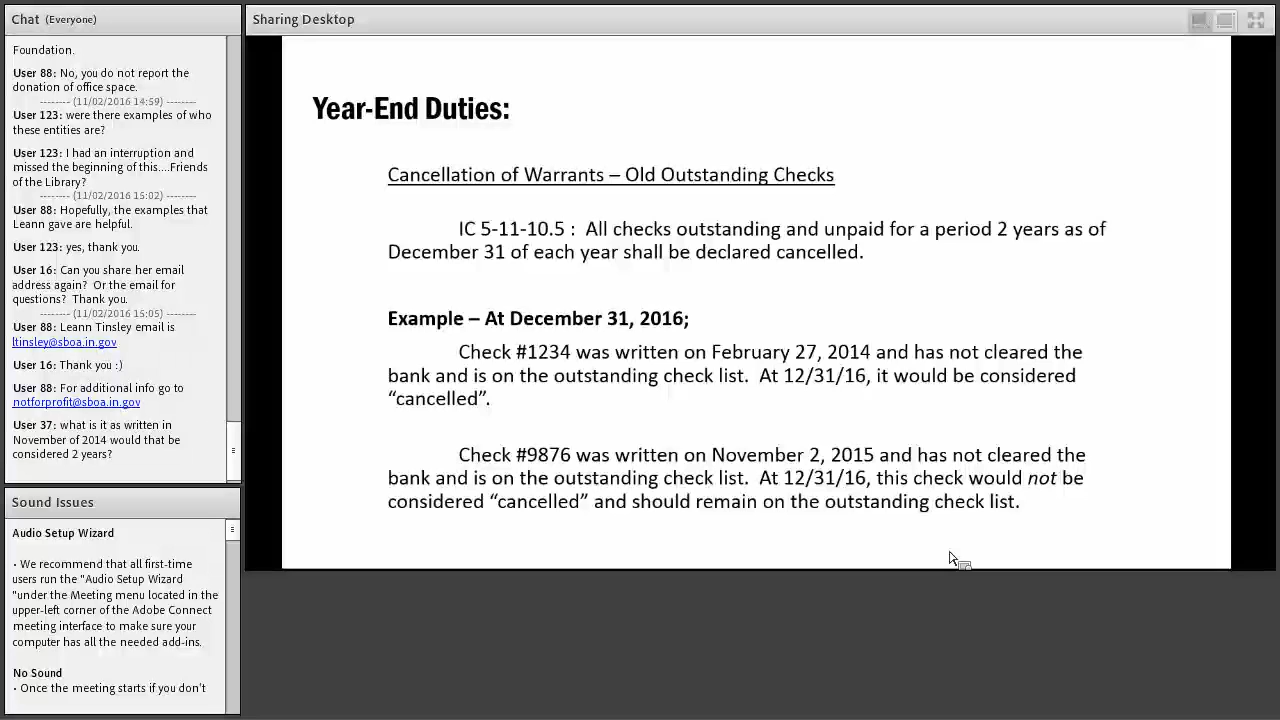 Chat (Everyone)
Foundation.
User 88: No, you do not report the
donation of office space.
-------- (11/02/2016 14:59) --------
User 123: were there examples of who
these entities are?
User 123: I had an interruption and
missed the beginning of this....Friends
of the Library?
-------- (11/02/2016 15:02) --------
User 88: Hopefully, the examples that
Leann gave are helpful.
User 123: yes, thank you.
User 16: Can you share her email
address again?  Or the email for
questions?  Thank you.
-------- (11/02/2016 15:05) --------
User 88: Leann Tinsley email is
ltinsley@sboa.in.gov
User 16: Thank you :)
User 88: For additional info go to
notforprofit@sboa.in.gov
User 37: what is it as written in
November of 2014 would that be
considered 2 years?
Sound Issues
Audio Setup Wizard
• We recommend that all first-time
users run the "Audio Setup Wizard
"under the Meeting menu located in the
upper-left corner of the Adobe Connect
meeting interface to make sure your
computer has all the needed add-ins.
No Sound
• Once the meeting starts if you don't
Sharing Desktop
Year-End Duties:
Cancellation of Warrants – Old Outstanding Checks
IC 5-11-10.5 :  All checks outstanding and unpaid for a period 2 years as of
December 31 of each year shall be declared cancelled.
Example – At December 31, 2016;
Check #1234 was written on February 27, 2014 and has not cleared the
bank and is on the outstanding check list.  At 12/31/16, it would be considered
“cancelled”.
Check #9876 was written on November 2, 2015 and has not cleared the
bank and is on the outstanding check list.  At 12/31/16, this check would not be
considered “cancelled” and should remain on the outstanding check list.